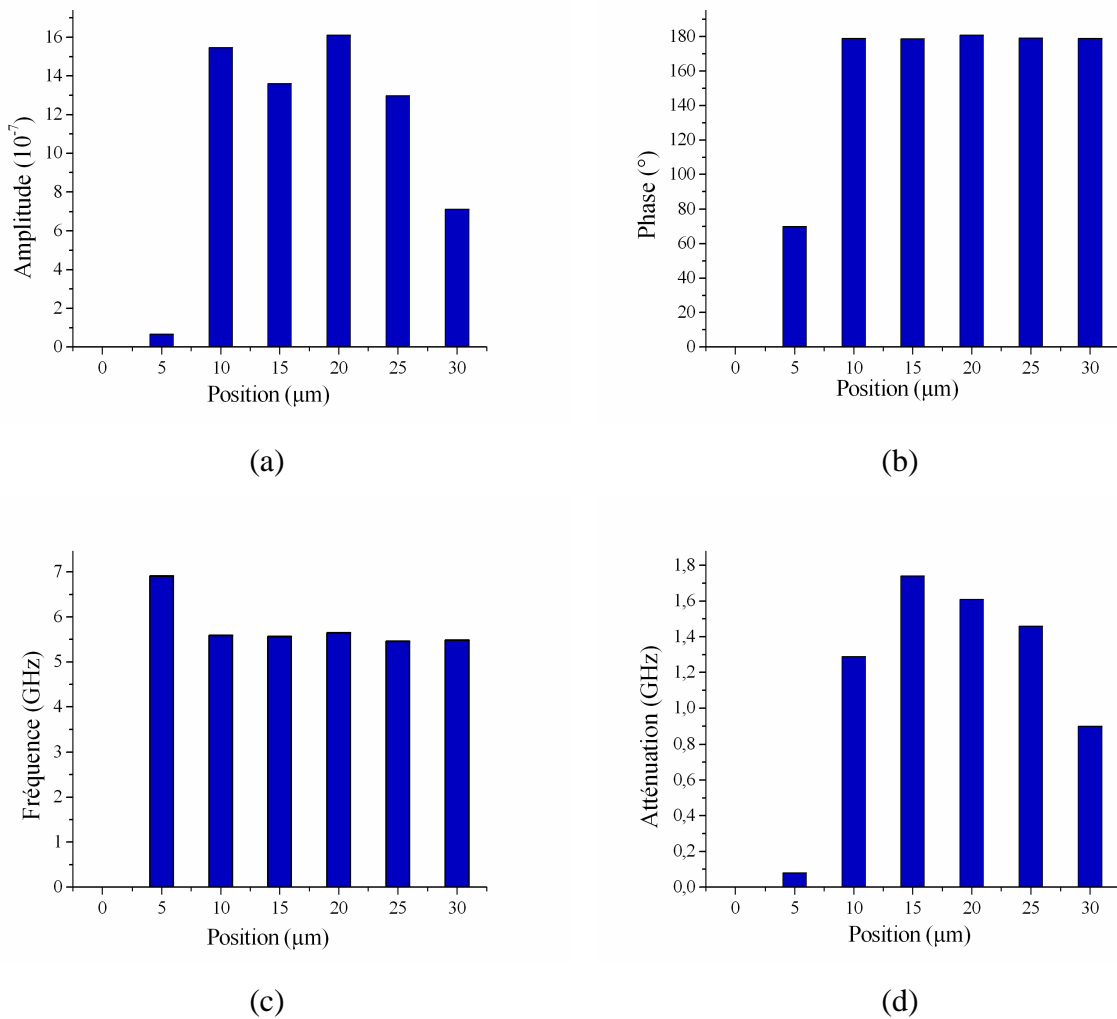 16
14
12
10
8
6
4
2
0
Amplitude (10⁻⁷)
0 5 10 15 20 25 30
Position (µm)
(a)
180
160
140
120
100
80
60
40
20
0
Phase (°)
0 5 10 15 20 25 30
Position (µm)
(b)
7
6
5
4
3
2
1
0
Fréquence (GHz)
0 5 10 15 20 25 30
Position (µm)
(c)
1,8
1,6
1,4
1,2
1,0
0,8
0,6
0,4
0,2
0,0
Atténuation (GHz)
0 5 10 15 20 25 30
Position (µm)
(d)